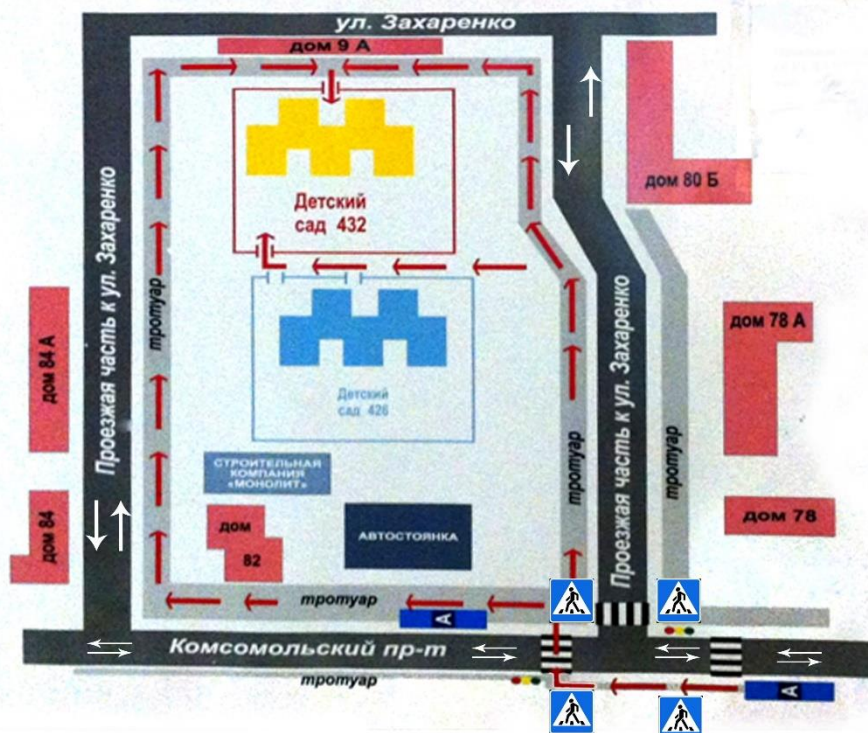 ул. Захаренко
дом 9 А
дом 80 Б
Детский
сад 432
Проезжая часть к ул. Захаренко
тротуар
Проезжая часть к ул. Захаренко
дом 84 А
дом 78 А
Детский
сад 426
тротуар
тротуар
СТРОИТЕЛЬНАЯ
КОМПАНИЯ
«МОНОЛИТ»
дом 84
дом
82
АВТОСТОЯНКА
дом 78
тротуар
А
Комсомольский пр-т
тротуар
А